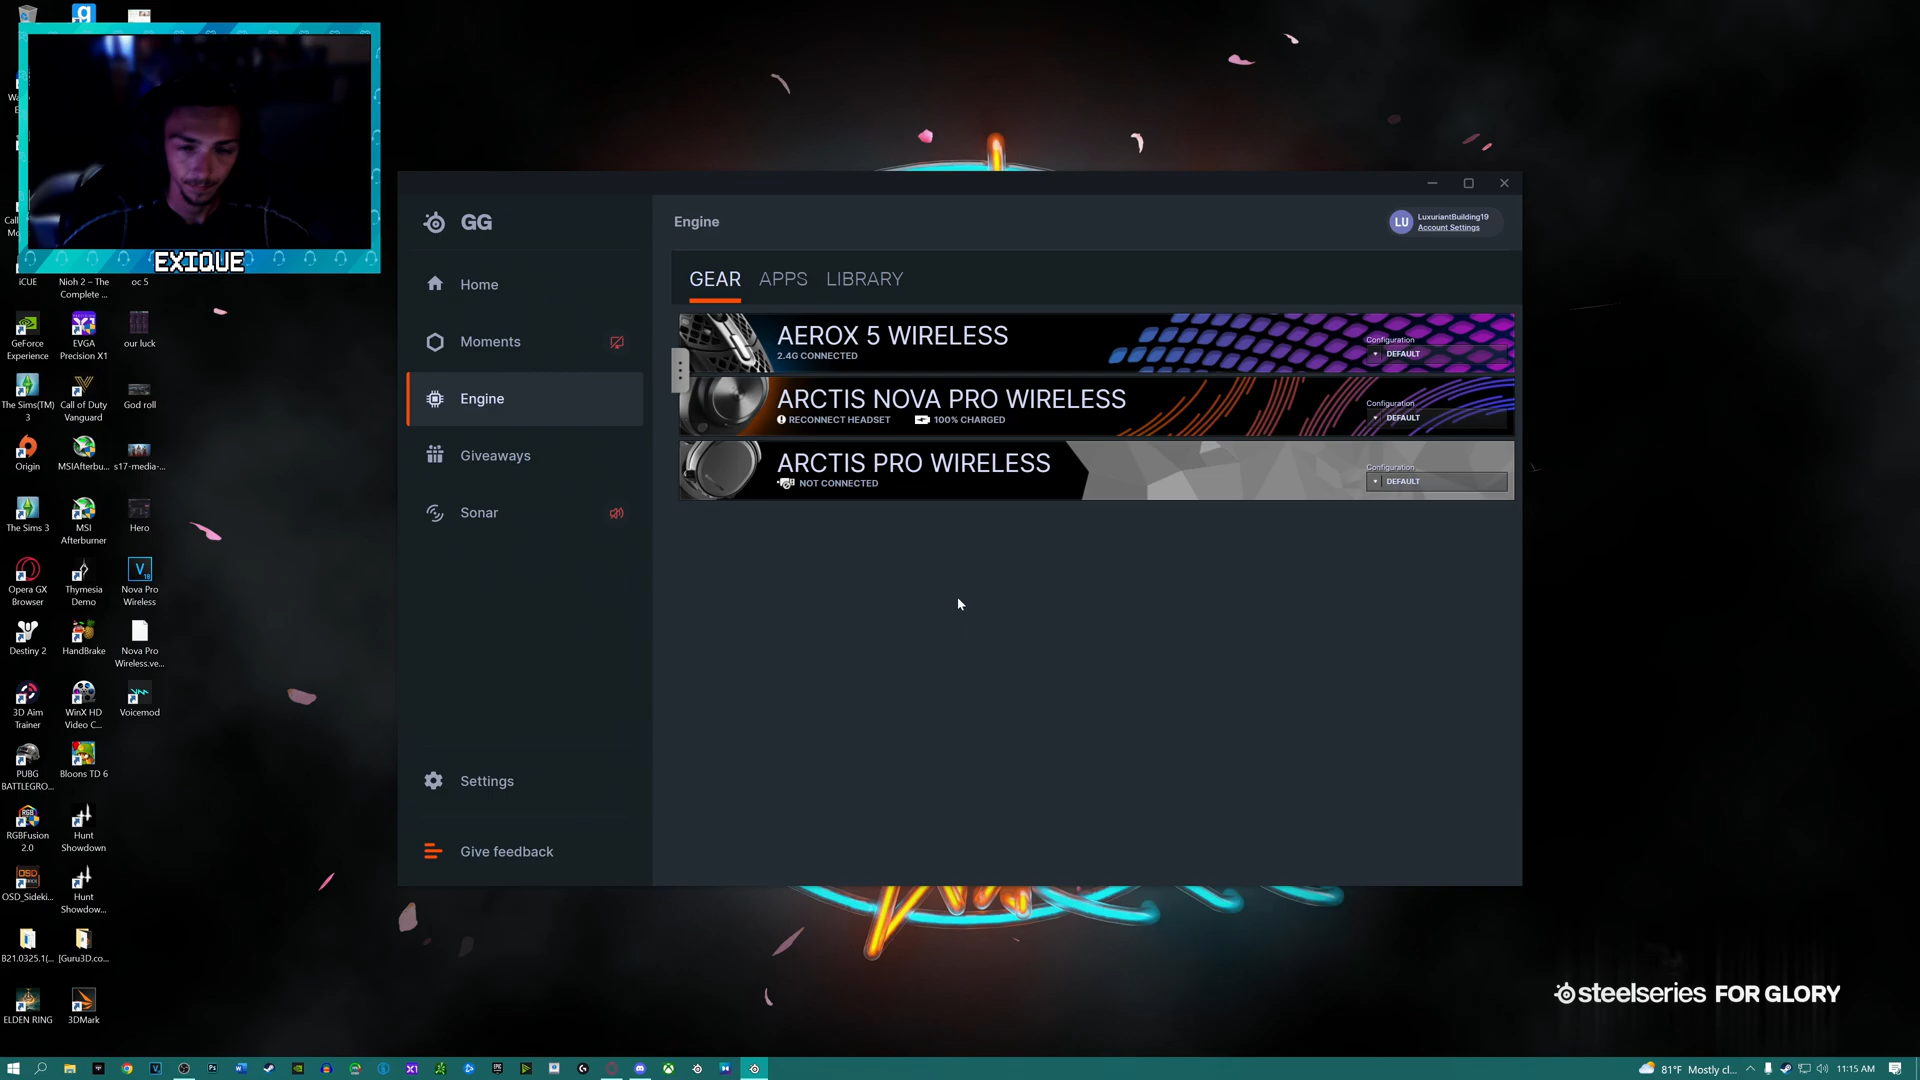 EXIQUE
iCUE
Nioh 2 – The Complete ...
oc 5
GeForce Experience
EVGA Precision X1
our luck
The Sims(TM) 3
Call of Duty Vanguard
God roll
Origin
MSIAfterbu...
s17-media-...
The Sims 3
MSI Afterburner
Hero
Opera GX Browser
Thymesia Demo
Nova Pro Wireless
Destiny 2
HandBrake
Nova Pro Wireless.ve...
3D Aim Trainer
WinX HD Video C...
Voicemod
PUBG BATTLEGRO...
Bloons TD 6
RGBFusion 2.0
Hunt Showdown
OSD_Sideki...
Hunt Showdow...
B21.0325.1(...
[Guru3D.co...
ELDEN RING
3DMark
GG
Home
Moments
Engine
Giveaways
Sonar
Settings
Give feedback
Engine
LU
LuxuriantBuilding19
Account Settings
GEAR APPS LIBRARY
AEROX 5 WIRELESS
2.4G CONNECTED
Configuration
DEFAULT
ARCTIS NOVA PRO WIRELESS
RECONNECT HEADSET 100% CHARGED
Configuration
DEFAULT
ARCTIS PRO WIRELESS
NOT CONNECTED
Configuration
DEFAULT
steelseries FOR GLORY
81°F Mostly cl...
11:15 AM